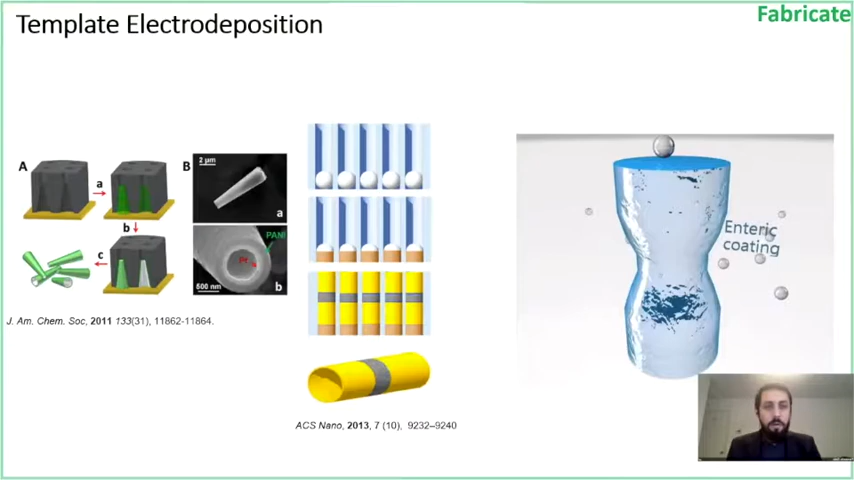 Template Electrodeposition
Fabricate
A
a
b
c
B
2 μm
a
PANI
Pt
500 nm
b
J. Am. Chem. Soc, 2011 133(31), 11862-11864.
ACS Nano, 2013, 7 (10), 9232–9240
Enteric
coating